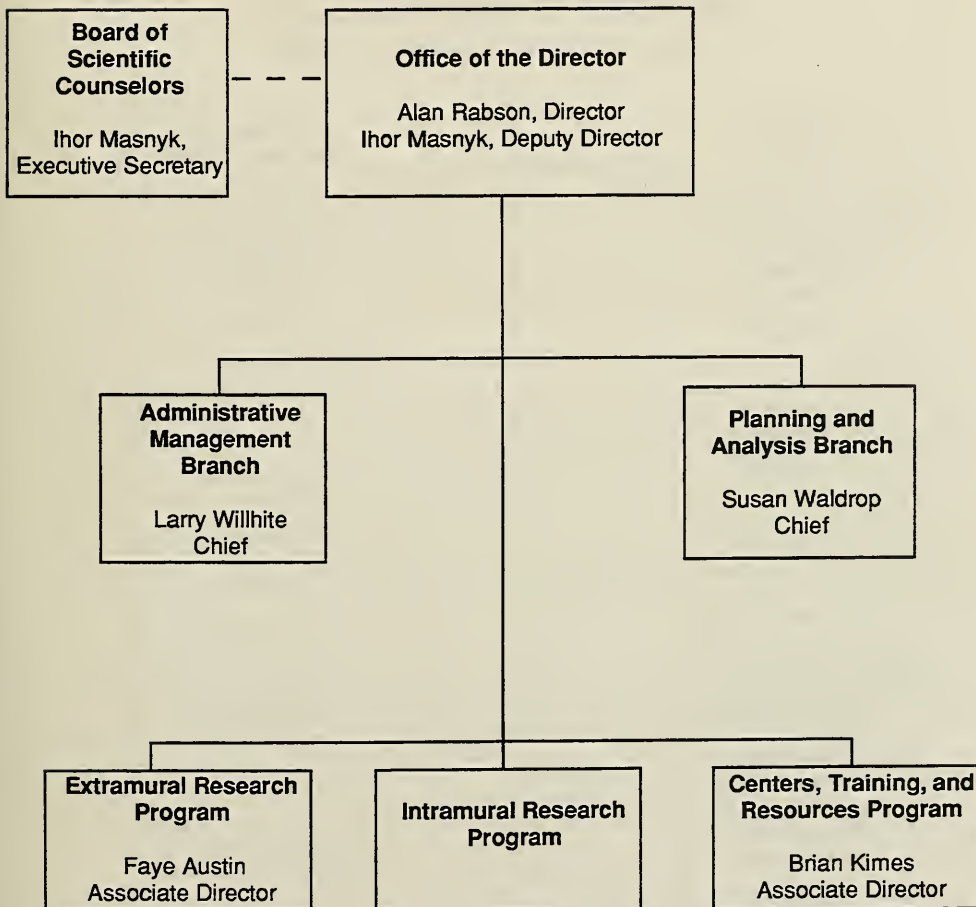 Board of
Scientific
Counselors
Ihor Masnyk,
Executive Secretary
Office of the Director
Alan Rabson, Director
Ihor Masnyk, Deputy Director
Administrative
Management
Branch
Larry Willhite
Chief
Planning and
Analysis Branch
Susan Waldrop
Chief
Extramural Research
Program
Faye Austin
Associate Director
Intramural Research
Program
Centers, Training, and
Resources Program
Brian Kimes
Associate Director